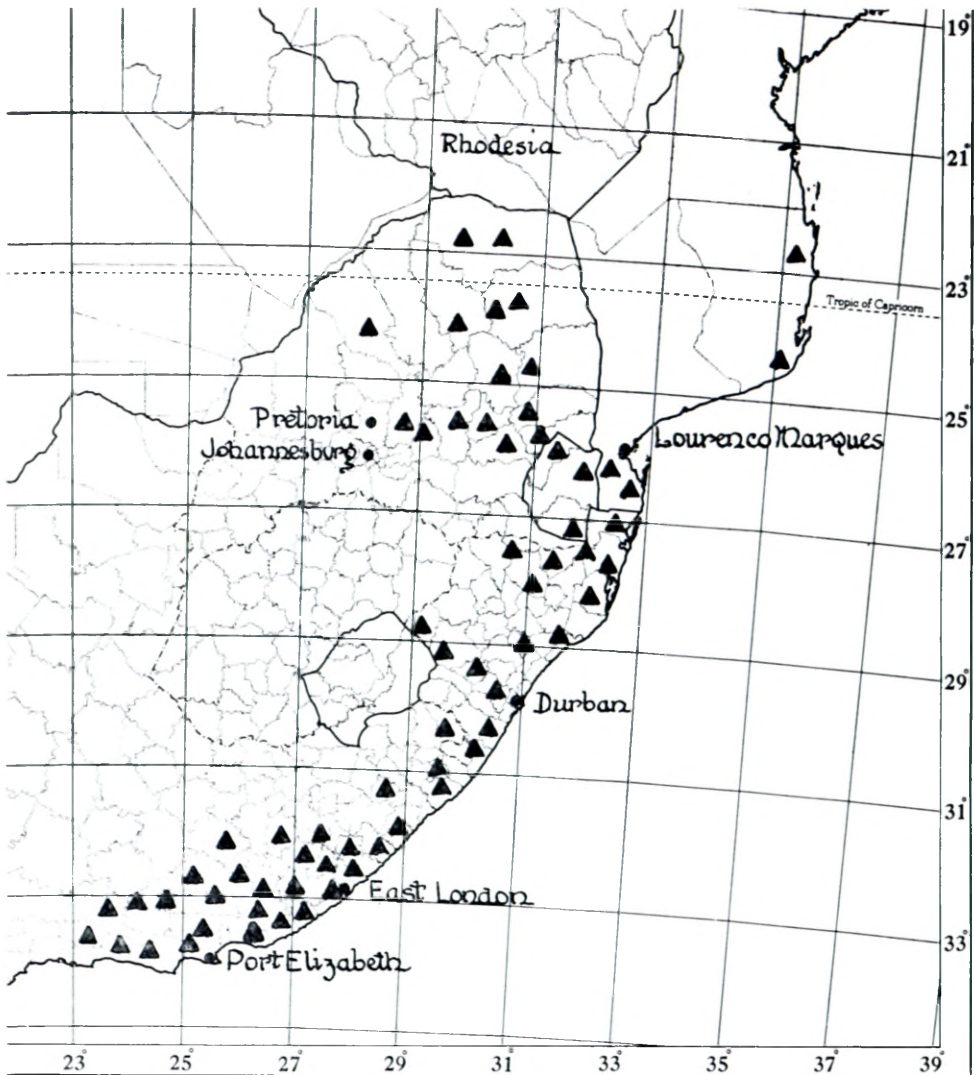 19°
Rhodesia
21°
23°
Tropic of Capricorn
25°
Pretoria
Lourenco Marques
Johannesburg
27°
29°
Durban
31°
East London
33°
Port Elizabeth
23° 25° 27° 29° 31° 33° 35° 37° 39°